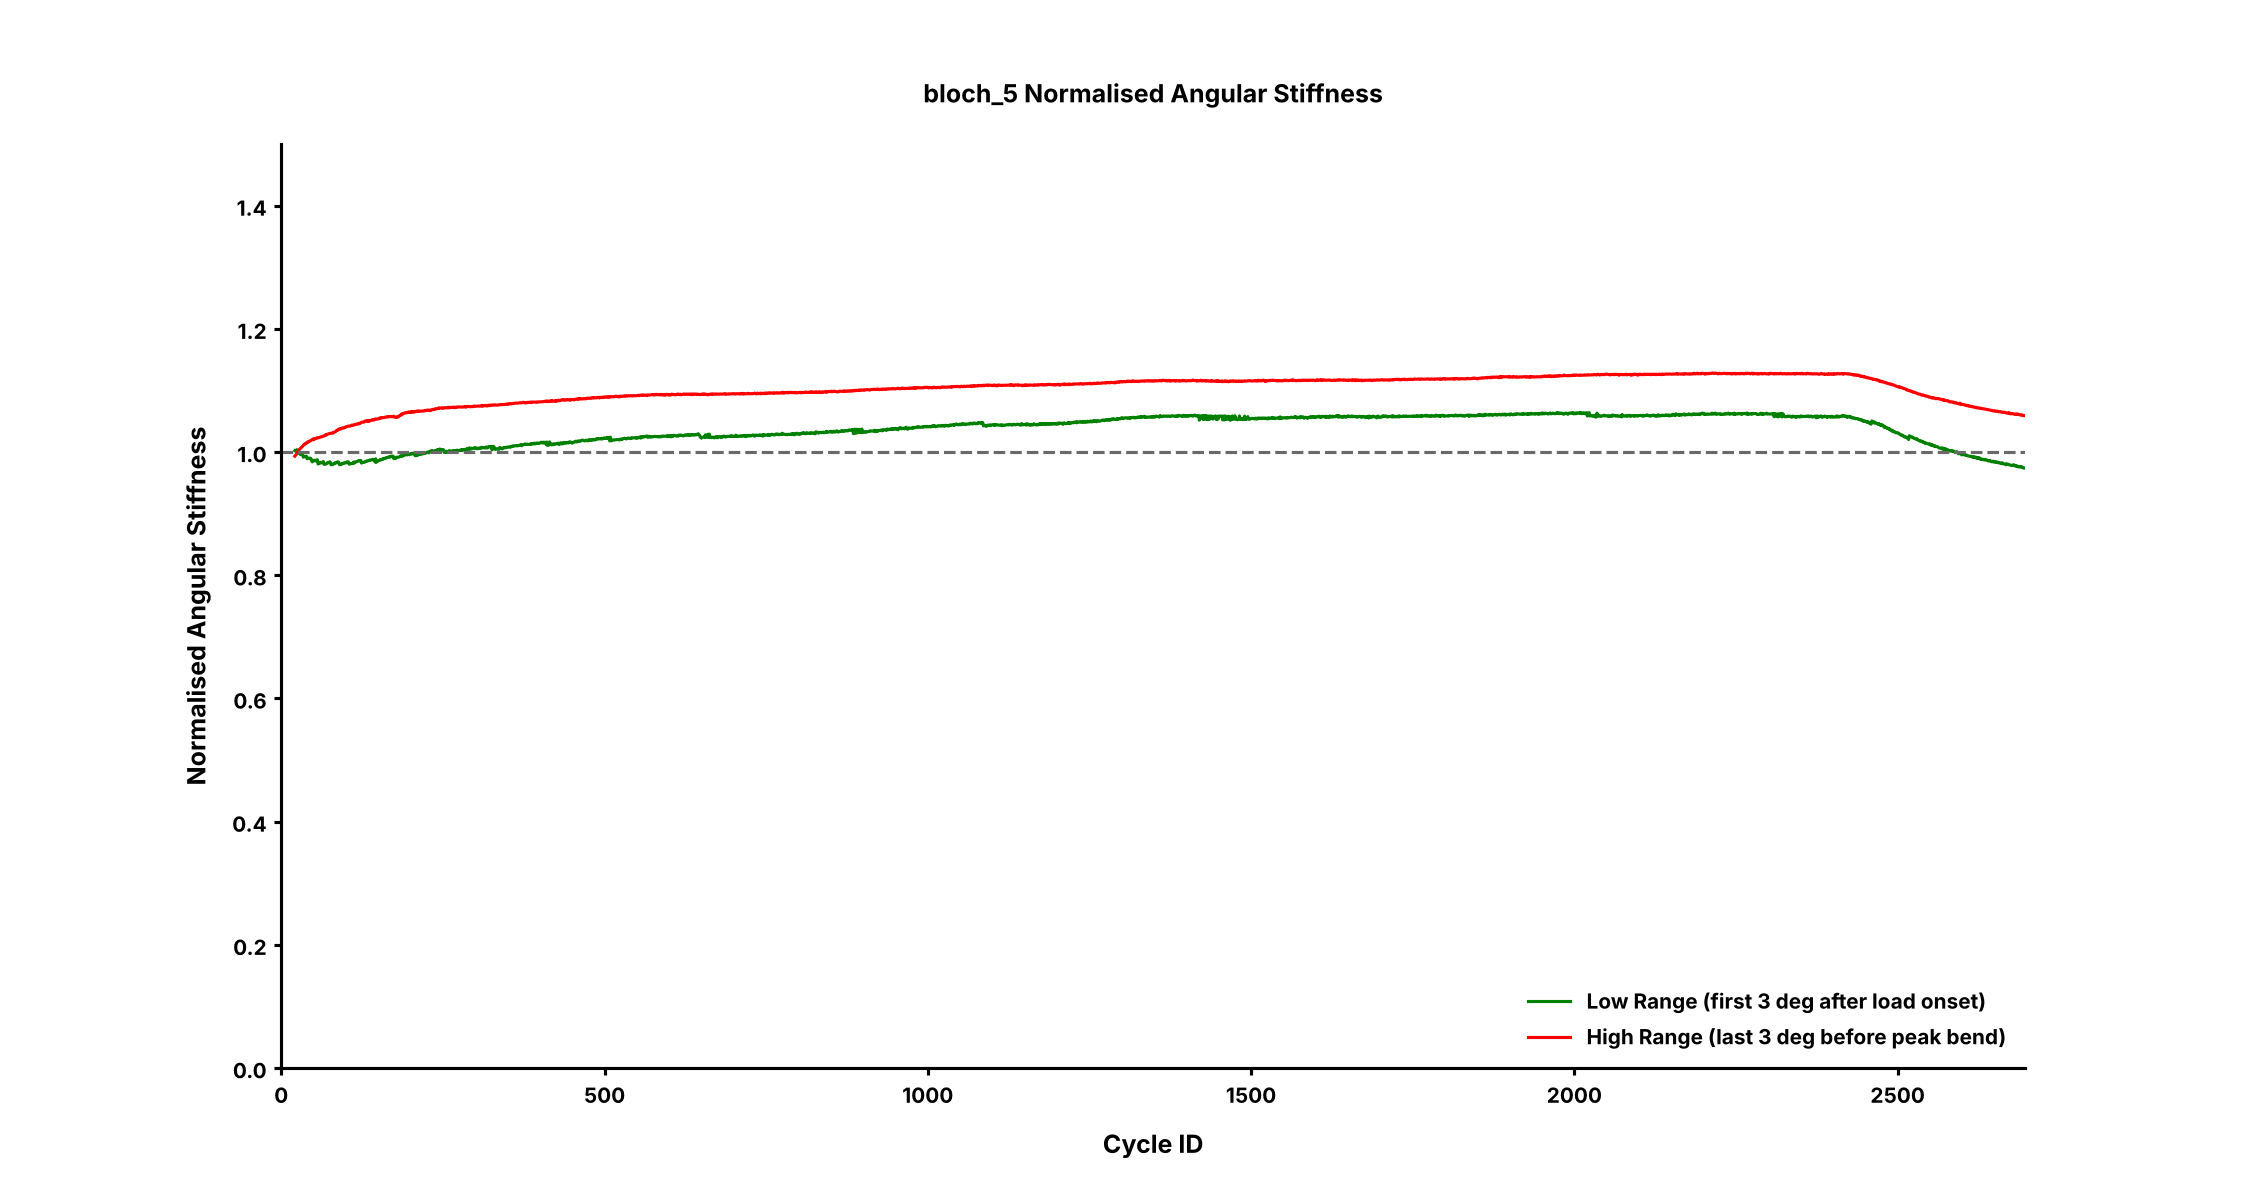 bloch_5 Normalised Angular Stiffness
Normalised Angular Stiffness
1.4
1.2
1.0
0.8
0.6
0.4
0.2
0.0
0 500 1000 1500 2000 2500
Cycle ID
Low Range (first 3 deg after load onset)
High Range (last 3 deg before peak bend)